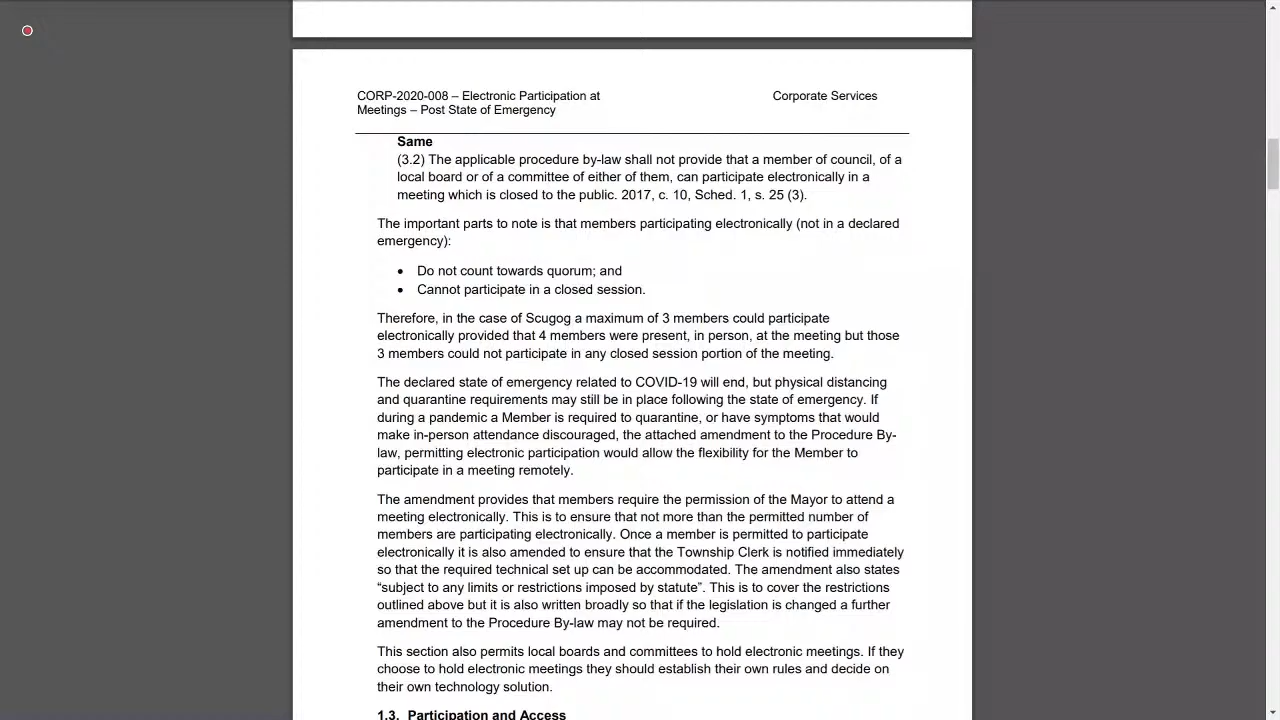 CORP-2020-008 – Electronic Participation at
Meetings – Post State of Emergency
Corporate Services
Same
(3.2) The applicable procedure by-law shall not provide that a member of council, of a
local board or of a committee of either of them, can participate electronically in a
meeting which is closed to the public. 2017, c. 10, Sched. 1, s. 25 (3).
The important parts to note is that members participating electronically (not in a declared
emergency):
• Do not count towards quorum; and
• Cannot participate in a closed session.
Therefore, in the case of Scugog a maximum of 3 members could participate
electronically provided that 4 members were present, in person, at the meeting but those
3 members could not participate in any closed session portion of the meeting.
The declared state of emergency related to COVID-19 will end, but physical distancing
and quarantine requirements may still be in place following the state of emergency. If
during a pandemic a Member is required to quarantine, or have symptoms that would
make in-person attendance discouraged, the attached amendment to the Procedure By-
law, permitting electronic participation would allow the flexibility for the Member to
participate in a meeting remotely.
The amendment provides that members require the permission of the Mayor to attend a
meeting electronically. This is to ensure that not more than the permitted number of
members are participating electronically. Once a member is permitted to participate
electronically it is also amended to ensure that the Township Clerk is notified immediately
so that the required technical set up can be accommodated. The amendment also states
“subject to any limits or restrictions imposed by statute”. This is to cover the restrictions
outlined above but it is also written broadly so that if the legislation is changed a further
amendment to the Procedure By-law may not be required.
This section also permits local boards and committees to hold electronic meetings. If they
choose to hold electronic meetings they should establish their own rules and decide on
their own technology solution.
1.3. Participation and Access